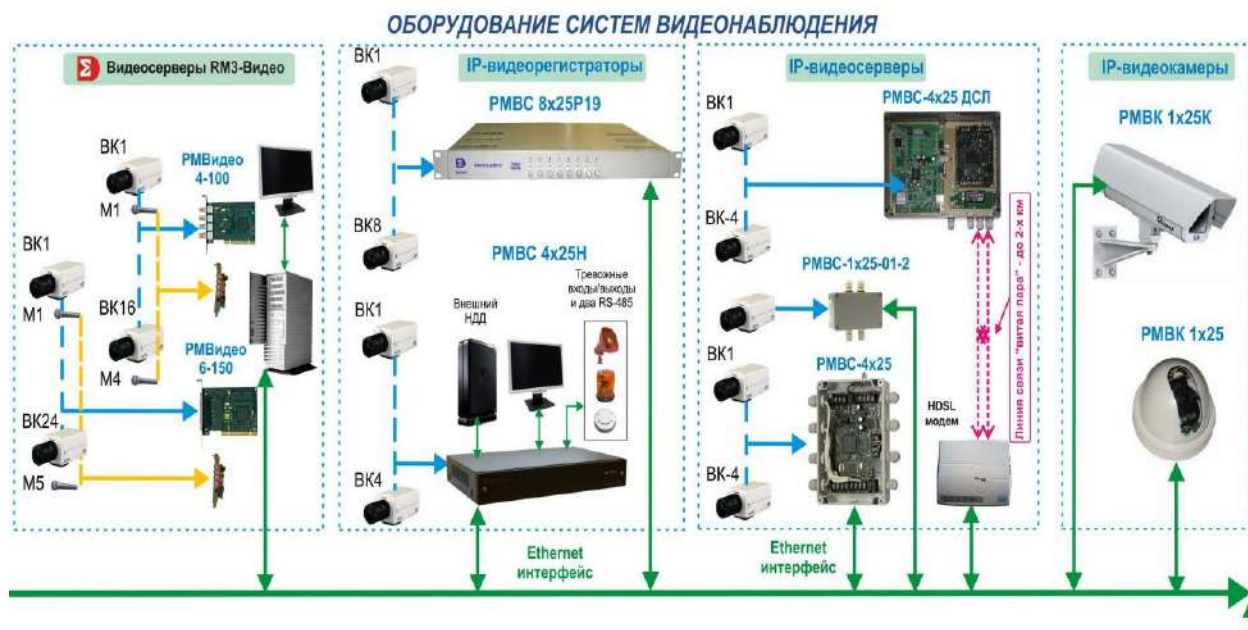 ОБОРУДОВАНИЕ СИСТЕМ ВИДЕОНАБЛЮДЕНИЯ
Видеосерверы RM3-Видео
ВК1
РМВидео
4-100
М1
ВК1
М1
ВК16
РМВидео
6-150
М4
ВК24
М5
IP-видеорегистраторы
ВК1
РМВС 8х25Р19
ВК8
РМВС 4х25Н
Тревожные
входы/выходы
и два RS-485
Внешний
НДД
ВК1
ВК4
Ethernet
интерфейс
IP-видеосерверы
РМВС-4х25 ДСЛ
ВК1
ВК-4
РМВС-1х25-01-2
ВК1
РМВС-4х25
ВК-4
HDSL
модем
Линия связи "витая пара" - до 2-х км
Ethernet
интерфейс
IP-видеокамеры
РМВК 1х25К
РМВК 1х25